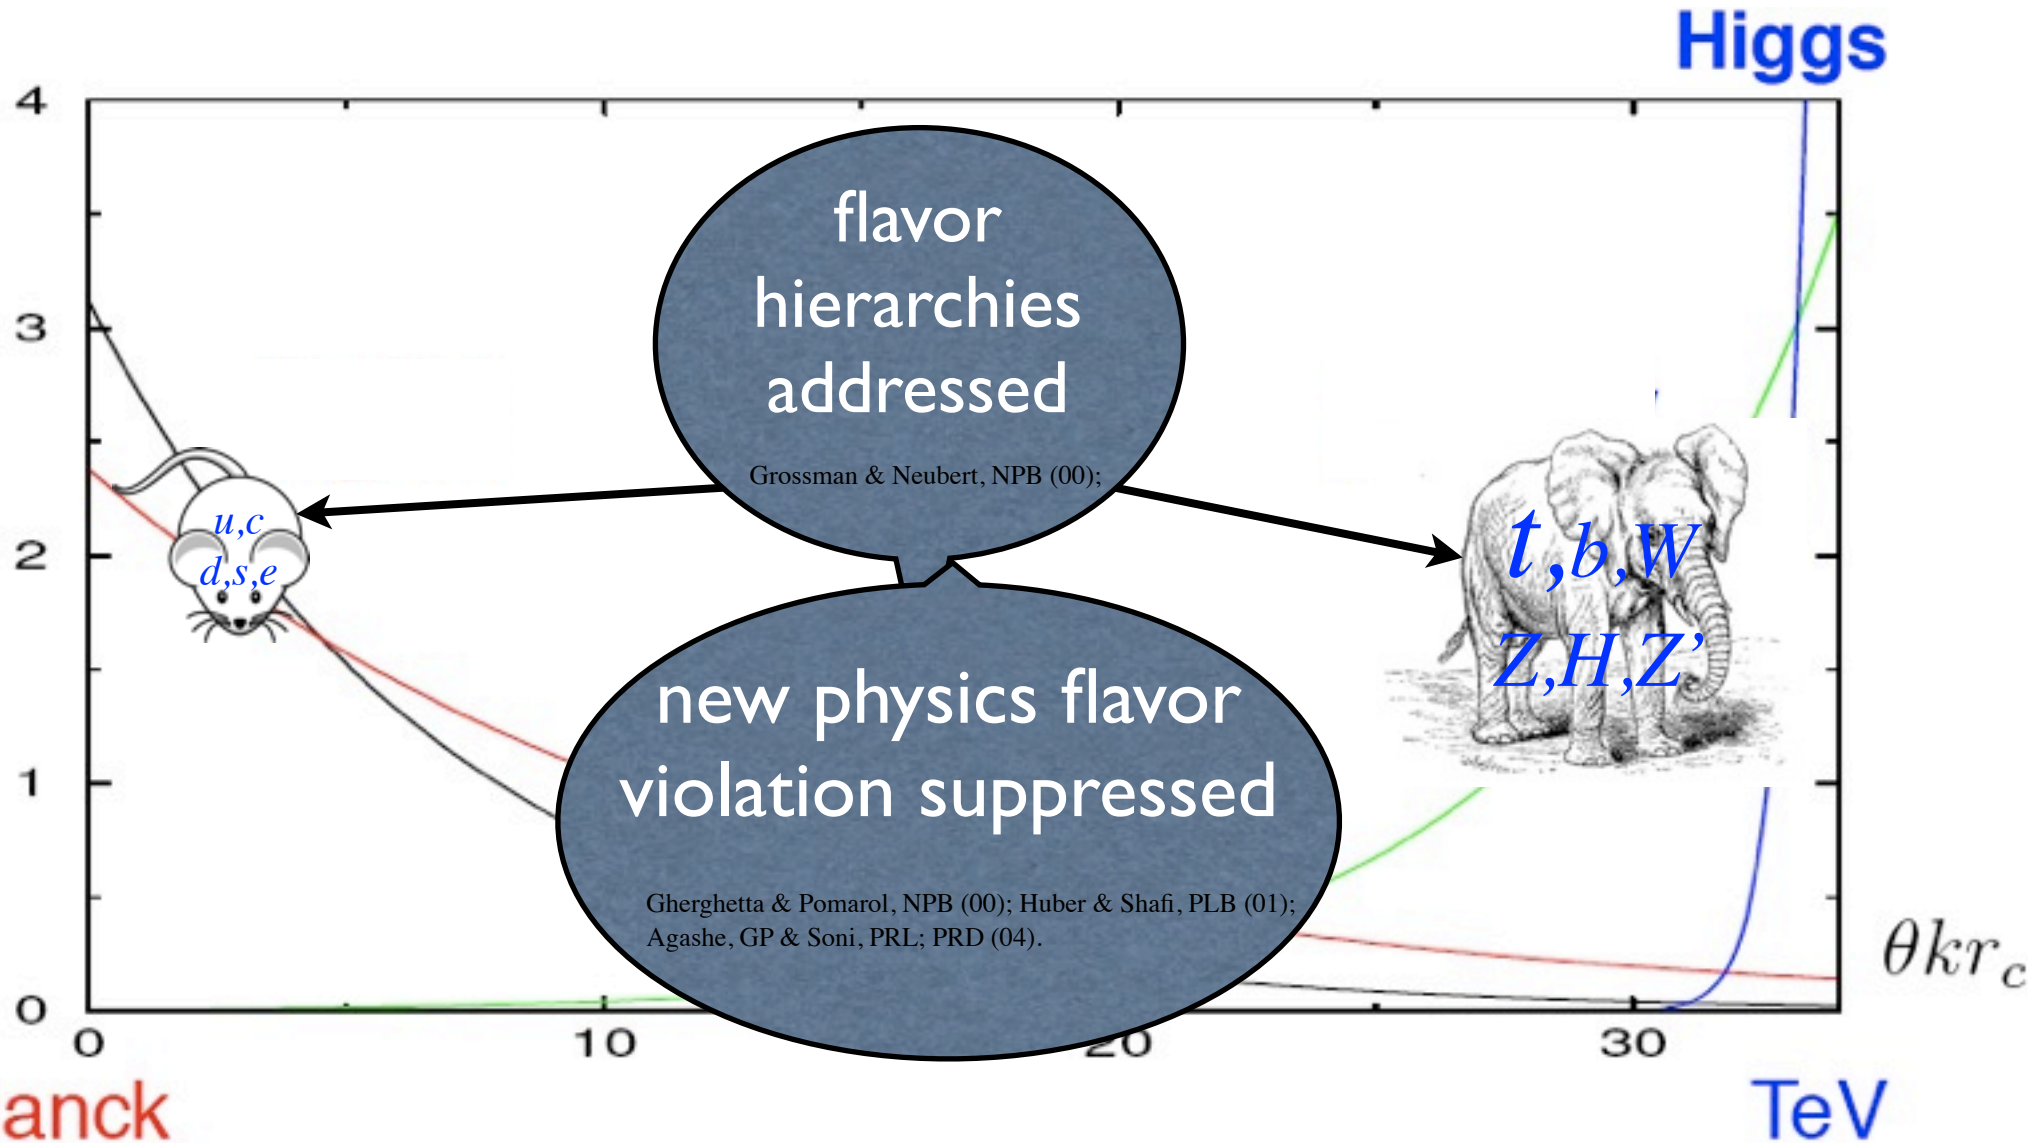 Higgs
4
3
2
1
0
flavor
hierarchies
addressed
Grossman & Neubert, NPB (00);
u,c
d,s,e
t,b,W
Z,H,Z’
new physics flavor
violation suppressed
Gherghetta & Pomarol, NPB (00); Huber & Shafi, PLB (01);
Agashe, GP & Soni, PRL; PRD (04).
θkr_c
0 10 20 30
anck TeV